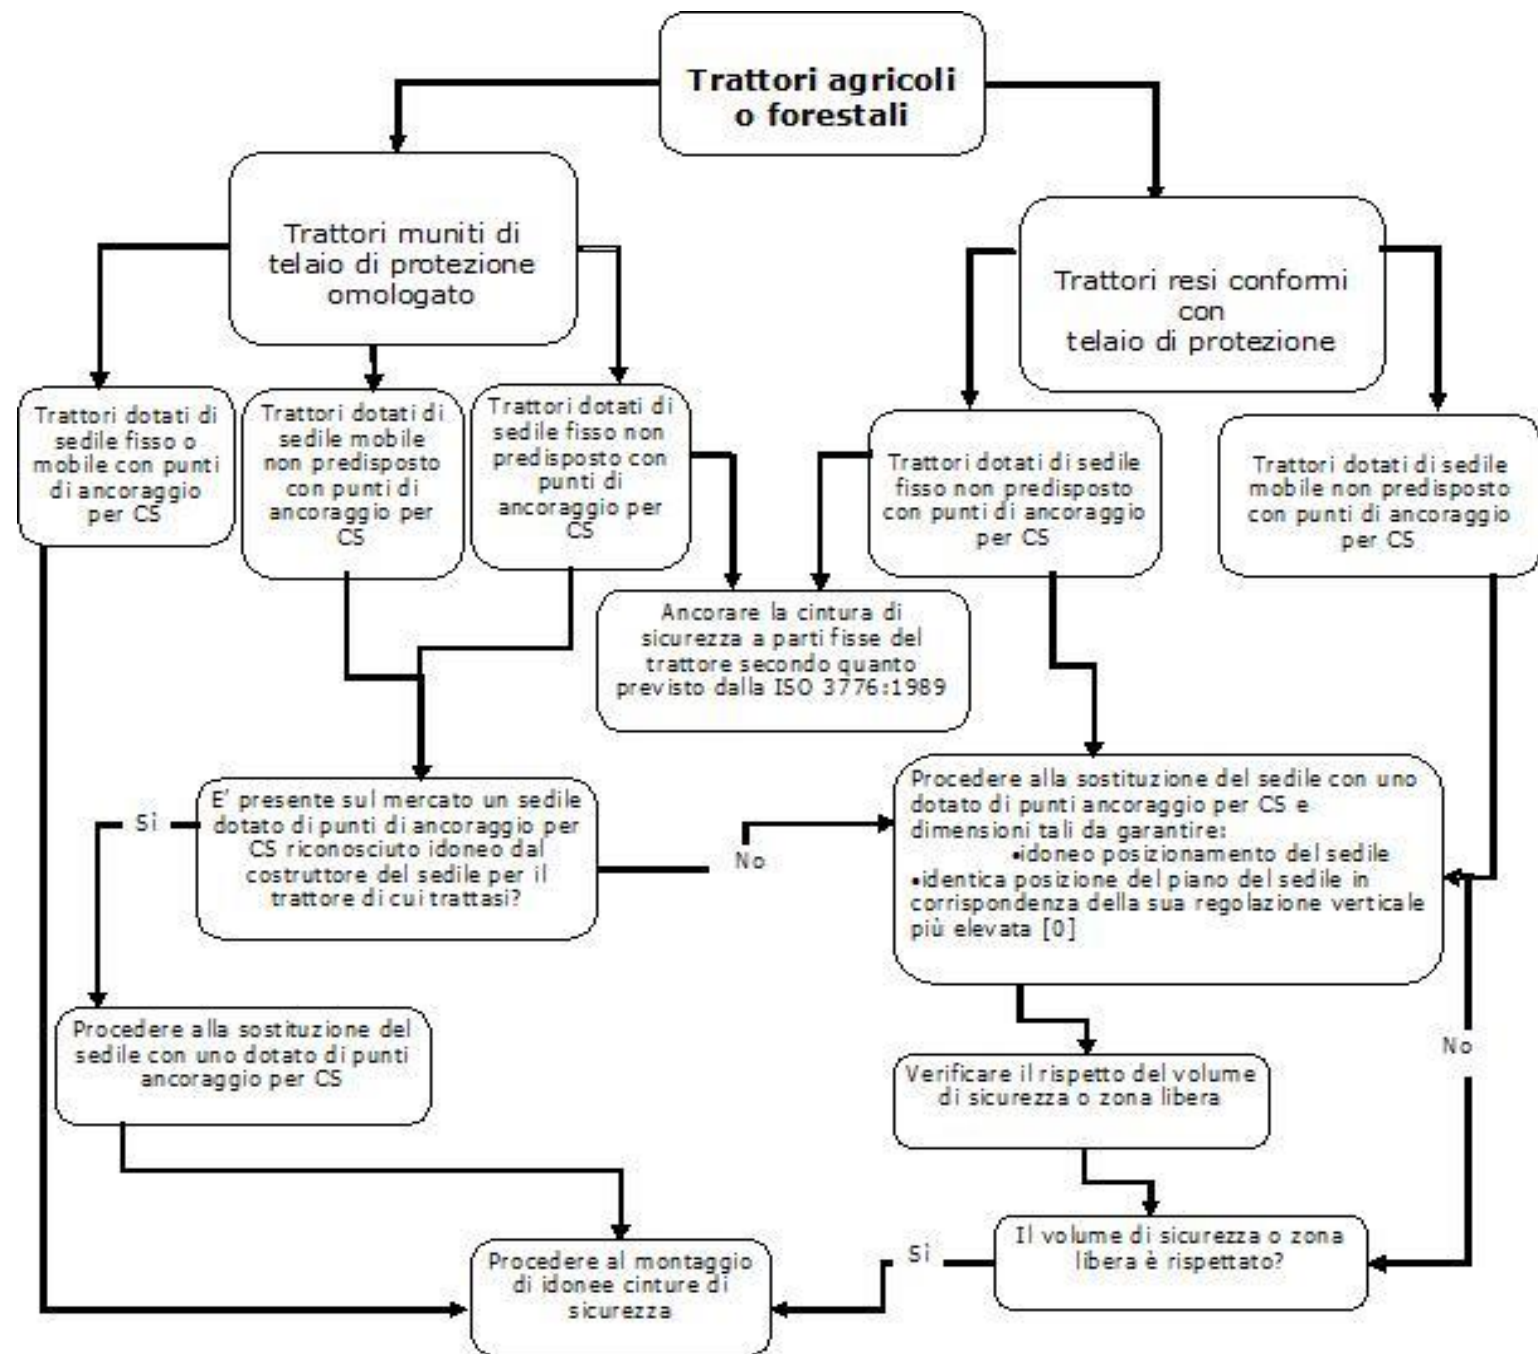 Trattori agricoli
o forestali
Trattori muniti di
telaio di protezione
omologato
Trattori resi conformi
con
telaio di protezione
Trattori dotati di
sedile fisso o
mobile con punti
di ancoraggio
per CS
Trattori dotati di
sedile mobile
non predisposto
con punti di
ancoraggio per
CS
Trattori dotati di
sedile fisso non
predisposto con
punti di
ancoraggio per
CS
Trattori dotati di sedile
fisso non predisposto
con punti di ancoraggio
per CS
Trattori dotati di sedile
mobile non predisposto
con punti di ancoraggio
per CS
Ancorare la cintura di
sicurezza a parti fisse del
trattore secondo quanto
previsto dalla ISO 3776:1989
E' presente sul mercato un sedile
dotato di punti di ancoraggio per
CS riconosciuto idoneo dal
costruttore del sedile per il
trattore di cui trattasi?
Sì
No
Procedere alla sostituzione del sedile con uno
dotato di punti ancoraggio per CS e
dimensioni tali da garantire:
•idoneo posizionamento del sedile
•identica posizione del piano del sedile in
corrispondenza della sua regolazione verticale
più elevata [0]
Procedere alla sostituzione del
sedile con uno dotato di punti
ancoraggio per CS
Verificare il rispetto del volume
di sicurezza o zona libera
No
Il volume di sicurezza o zona
libera è rispettato?
Sì
Procedere al montaggio
di idonee cinture di
sicurezza